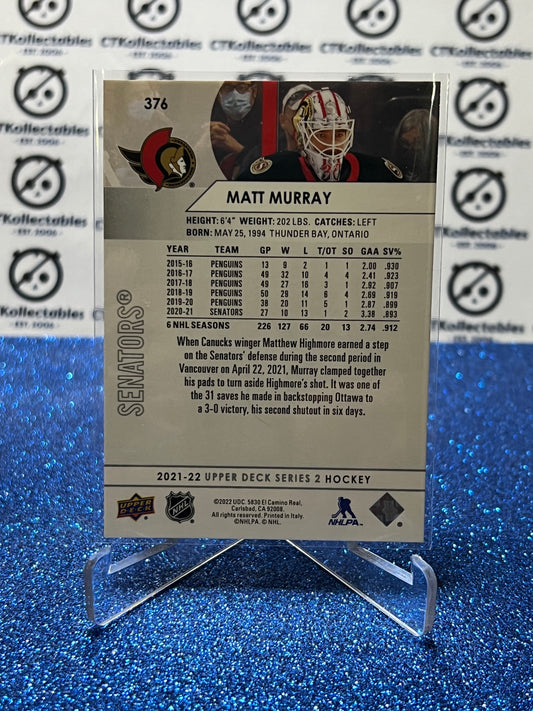 CTKollectables
EST. 2006
376
MATT MURRAY
HEIGHT: 6'4" WEIGHT: 202 LBS. CATCHES: LEFT
BORN: MAY 25, 1994 THUNDER BAY, ONTARIO
YEAR TEAM GP W L T/OT SO GAA SV%
2015-16 PENGUINS 13 9 2 1 1 2.00 .930
2016-17 PENGUINS 49 32 10 4 4 2.41 .923
2017-18 PENGUINS 49 27 16 3 1 2.92 .907
2018-19 PENGUINS 50 29 14 6 4 2.69 .919
2019-20 PENGUINS 38 20 11 5 1 2.87 .899
2020-21 SENATORS 27 10 13 1 2 3.38 .893
6 NHL SEASONS 226 127 66 20 13 2.74 .912
When Canucks winger Matthew Highmore earned a step
on the Senators' defense during the second period in
Vancouver on April 22, 2021, Murray clamped together
his pads to turn aside Highmore's shot. It was one of
the 31 saves he made in backstopping Ottawa to
a 3-0 victory, his second shutout in six days.
SENATORS®
2021-22 UPPER DECK SERIES 2 HOCKEY
©2022 UDC. 5830 El Camino Real,
Carlsbad, CA 92008.
All rights reserved. Printed in Italy.
©NHLPA. © NHL.
UPPER DECK
NHL
NHLPA